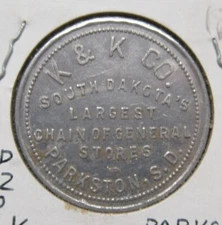 K & K CO.
SOUTH DAKOTA'S
LARGEST
CHAIN OF GENERAL
STORES
PARKSTON, S.D.